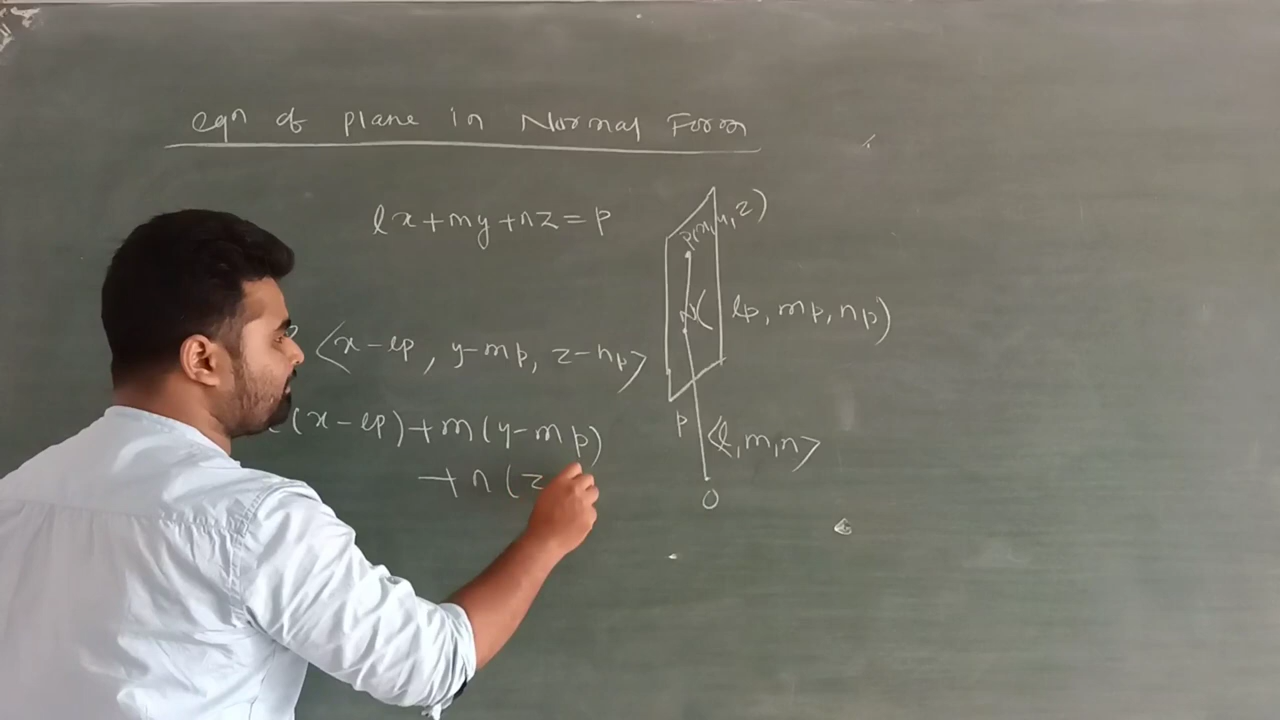 eqn of plane in Normal Form
lx+my+nz=p
P(x,y,z)
N(lp, mp, np)
<x-lp, y-mp, z-np>
(x-lp)+m(y-mp)
+n(z
p
<l,m,n>
O